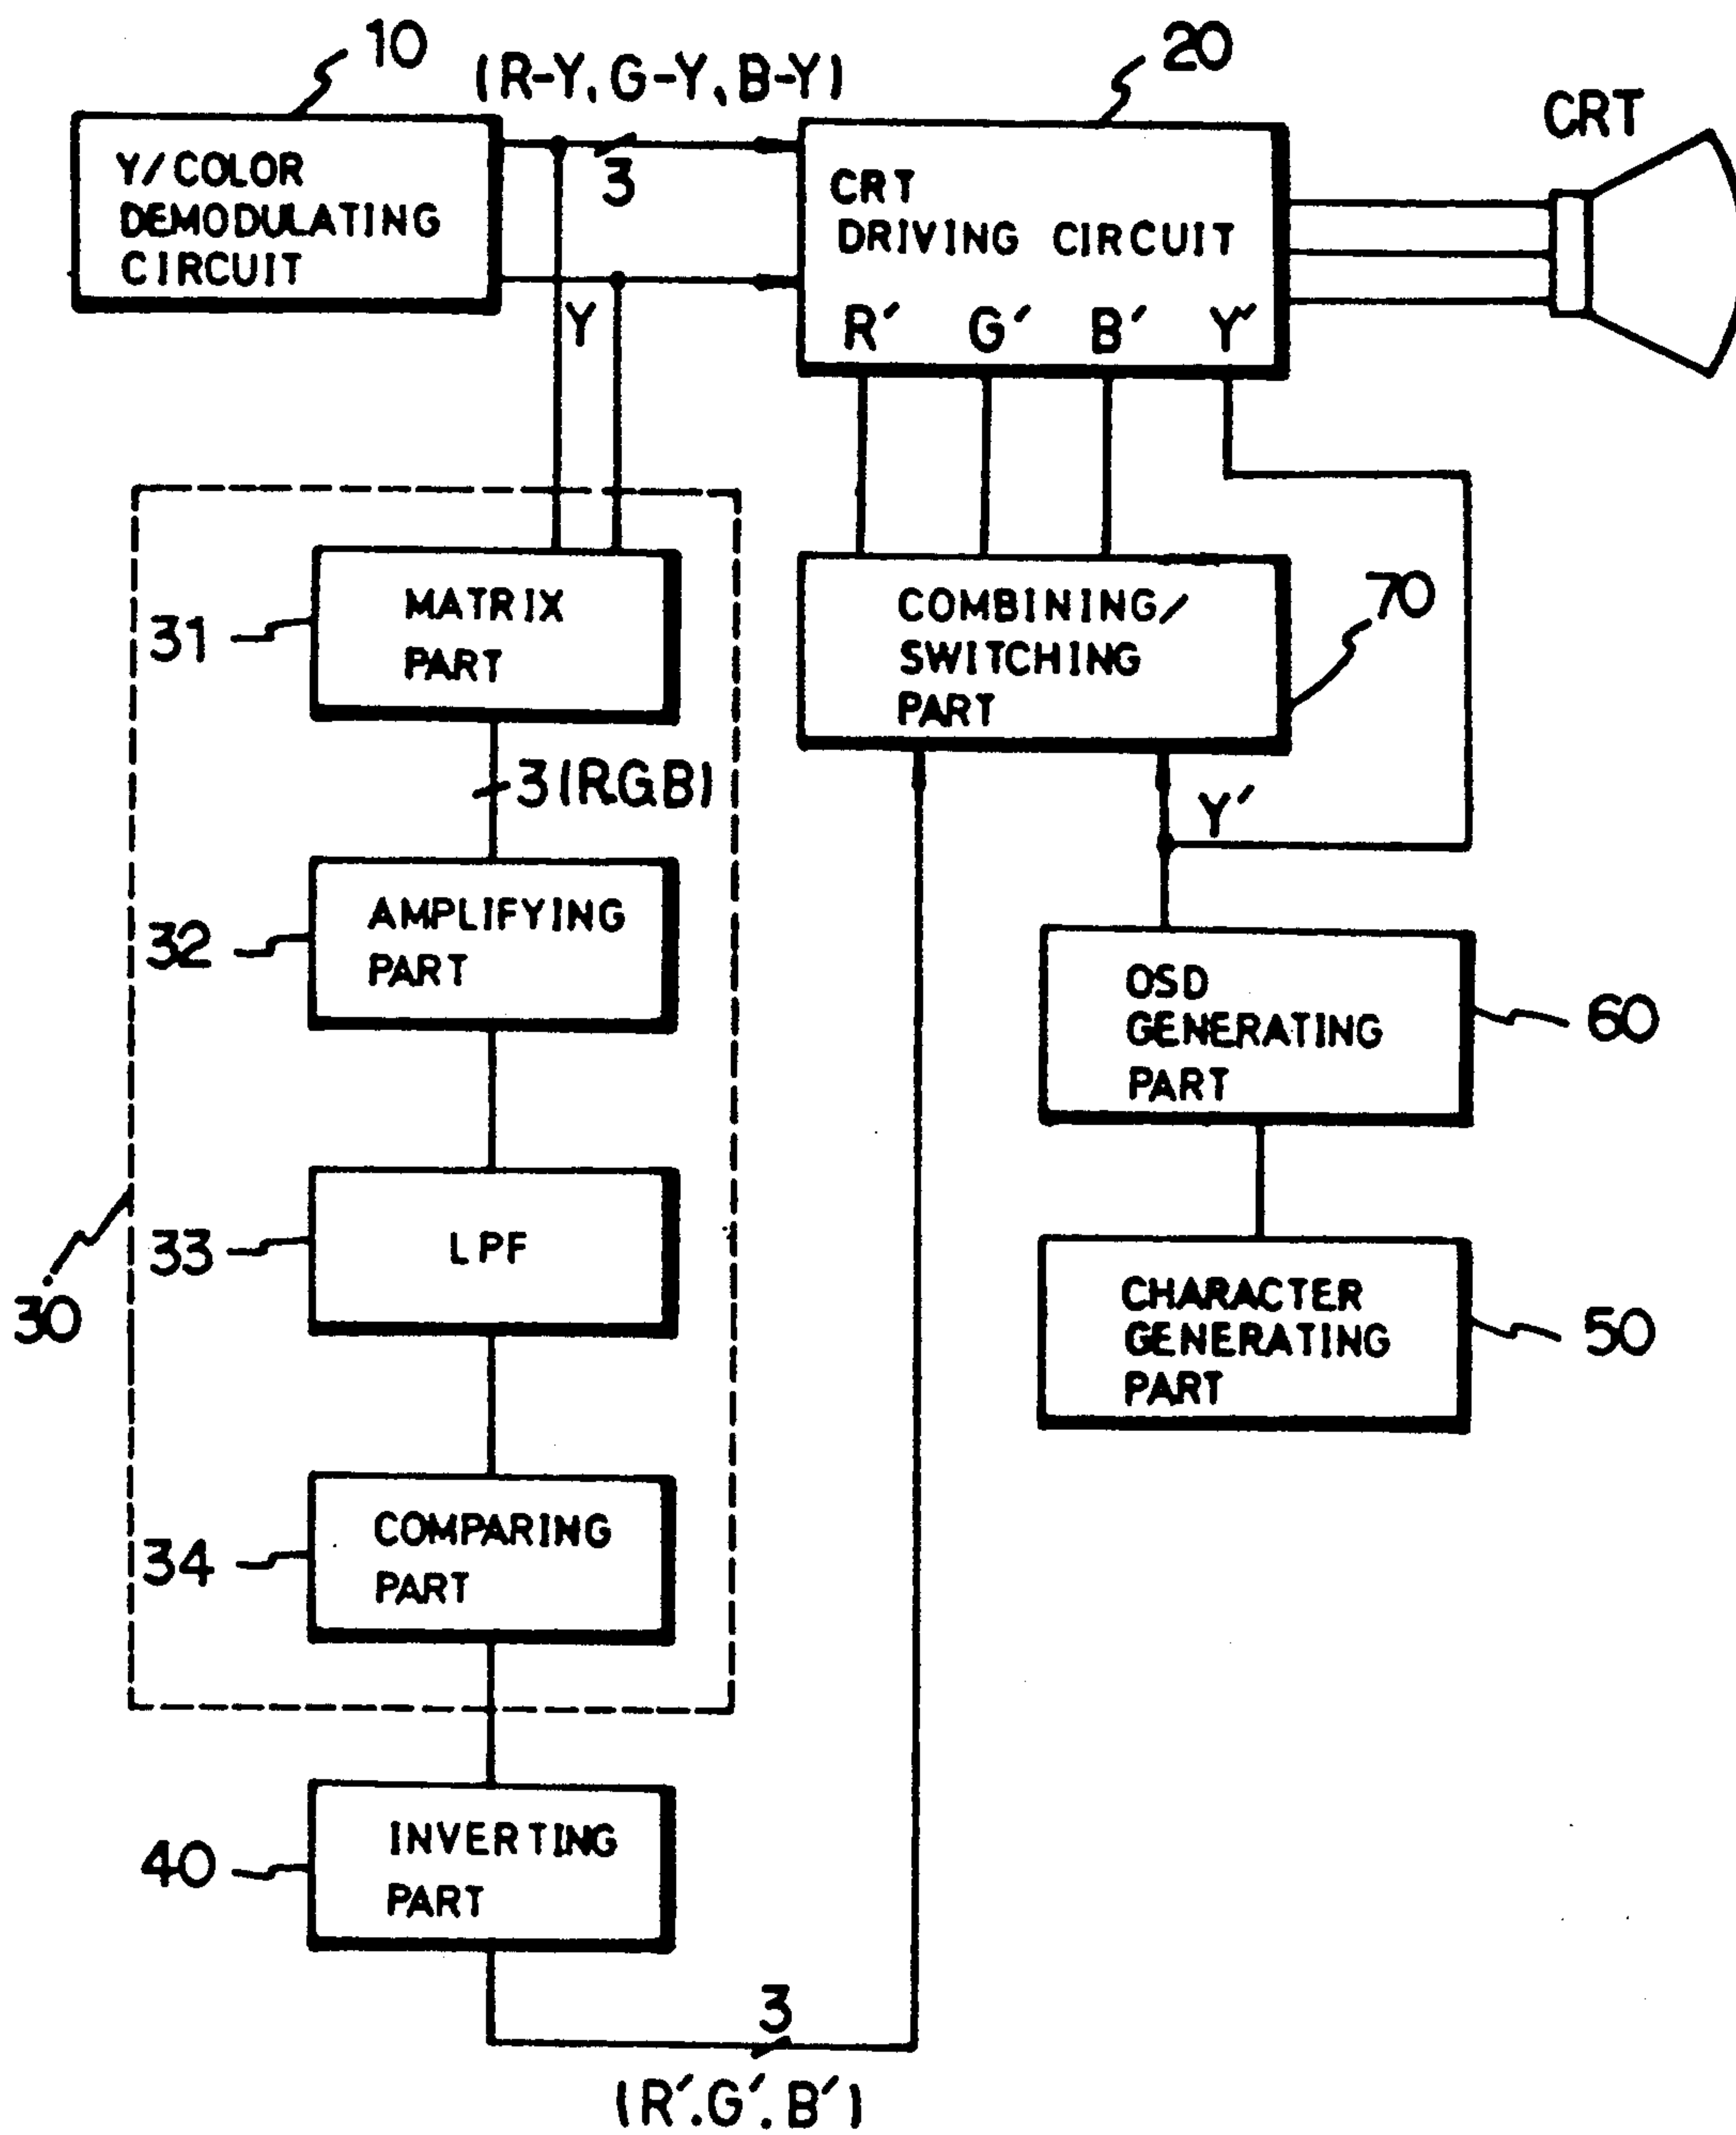 10
(R-Y, G-Y, B-Y)
20
CRT
Y/COLOR
DEMODULATING
CIRCUIT
3
Y
CRT
DRIVING CIRCUIT
R' G' B' Y'
31
MATRIX
PART
COMBINING/
SWITCHING
PART
70
3(R.G.B)
Y'
32
AMPLIFYING
PART
OSD
GENERATING
PART
60
33
LPF
30
CHARACTER
GENERATING
PART
50
34
COMPARING
PART
40
INVERTING
PART
3
(R'.G'.B')